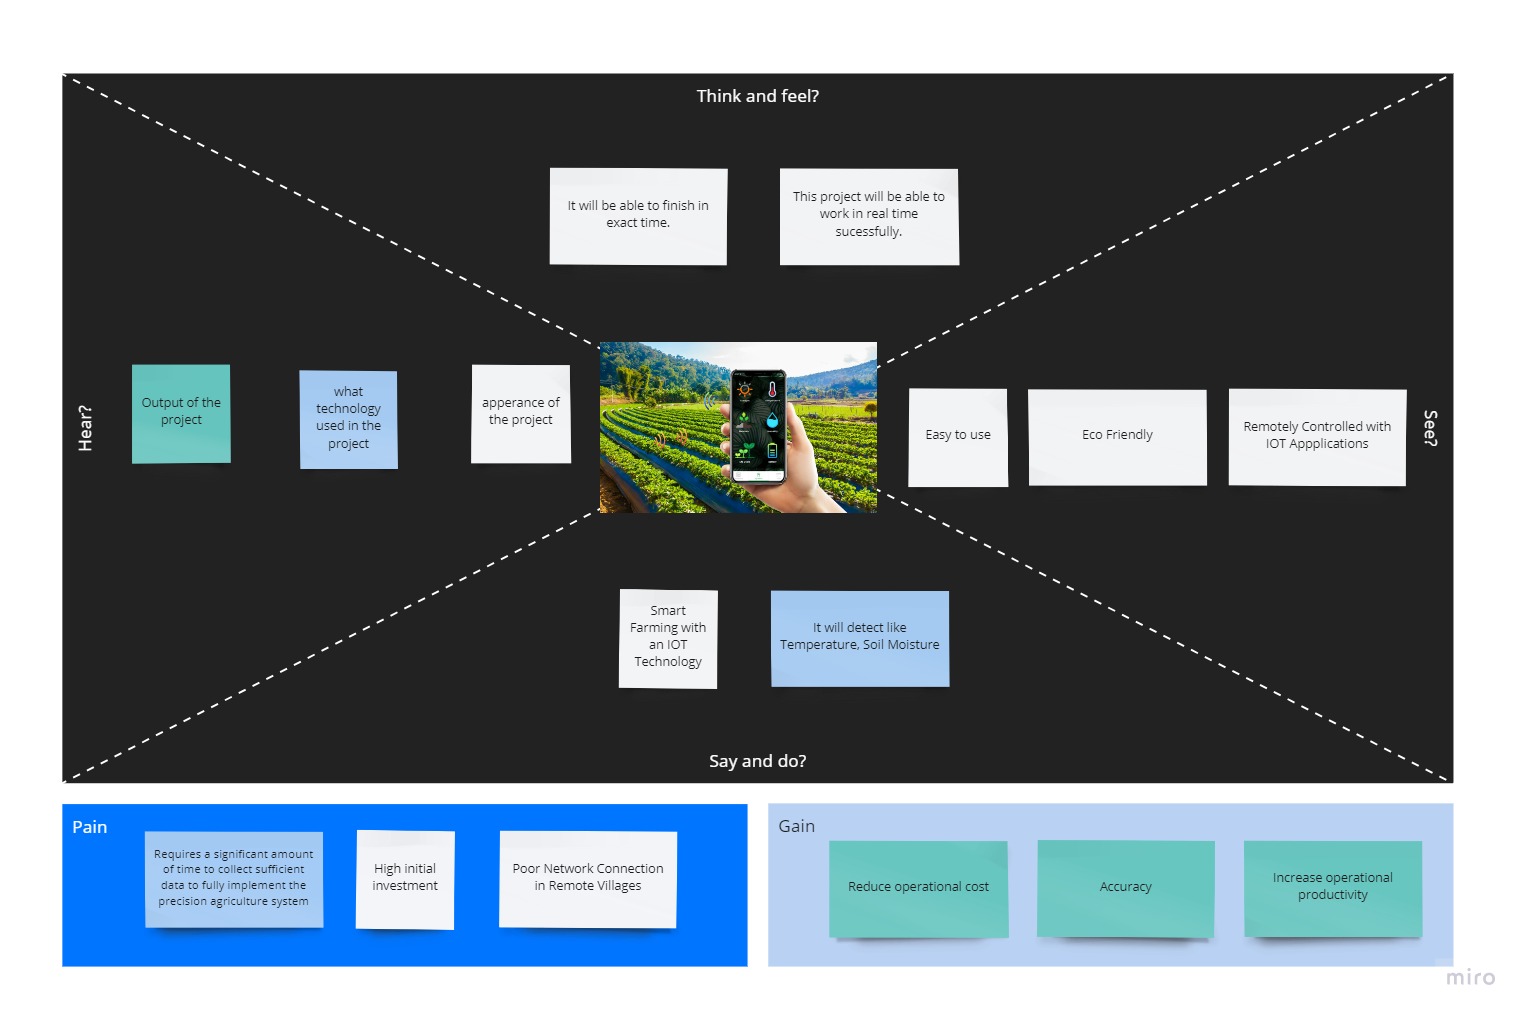 Think and feel?
It will be able to finish in
exact time.
This project will be able to
work in real time
sucessfully.
Hear?
Output of the
project
what
technology
used in the
project
apperance of
the project
Easy to use
Eco Friendly
Remotely Controlled with
IOT Appplications
See?
Smart
Farming with
an IOT
Technology
It will detect like
Temperature, Soil Moisture
Say and do?
Pain
Requires a significant amount
of time to collect sufficient
data to fully implement the
precision agriculture system
High initial
investment
Poor Network Connection
in Remote Villages
Gain
Reduce operational cost
Accuracy
Increase operational
productivity
miro